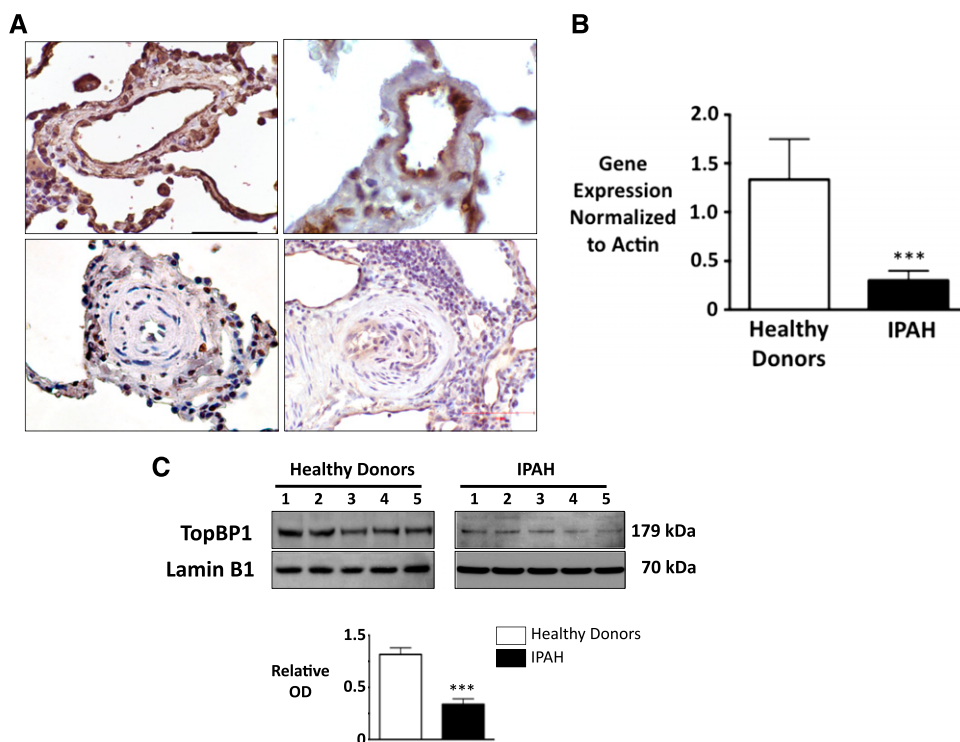 A
B
2.0
1.5
1.0
0.5
0
Gene
Expression
Normalized
to Actin
***
Healthy
Donors
IPAH
C
Healthy Donors
IPAH
1 2 3 4 5
1 2 3 4 5
TopBP1
179 kDa
Lamin B1
70 kDa
1.5
0.5
0
Relative
OD
***
Healthy Donors
IPAH